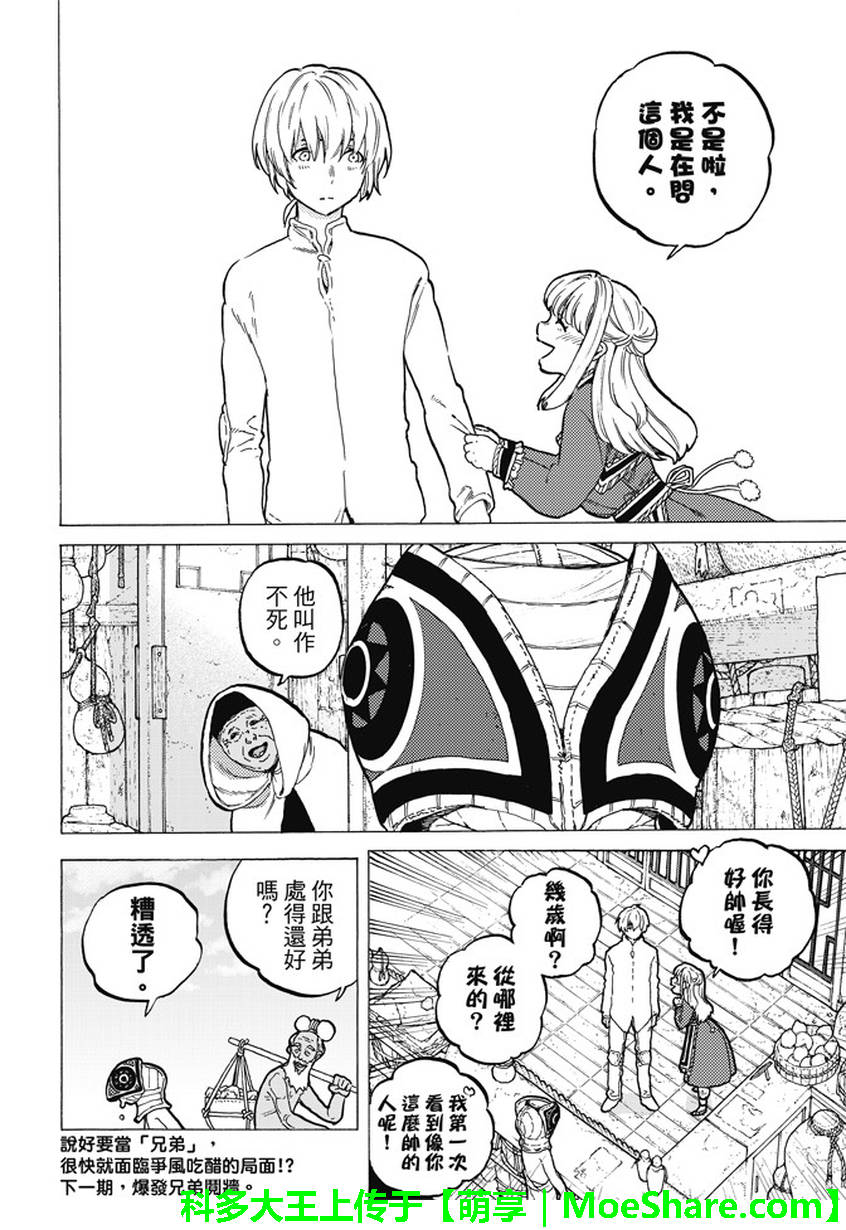 不是啦，
我是在問
這個人。
他叫作
不死。
你長得
好帥喔！
幾歲啊？
從哪裡
來的？
我第一次
看到像你
這麼帥的
人呢！
你跟弟弟
處得還好
嗎？
糟透了。
說好要當「兄弟」，
很快就面臨爭風吃醋的局面!?
下一期，爆發兄弟鬩牆。
科多大王上传于【萌享】MoeShare.com